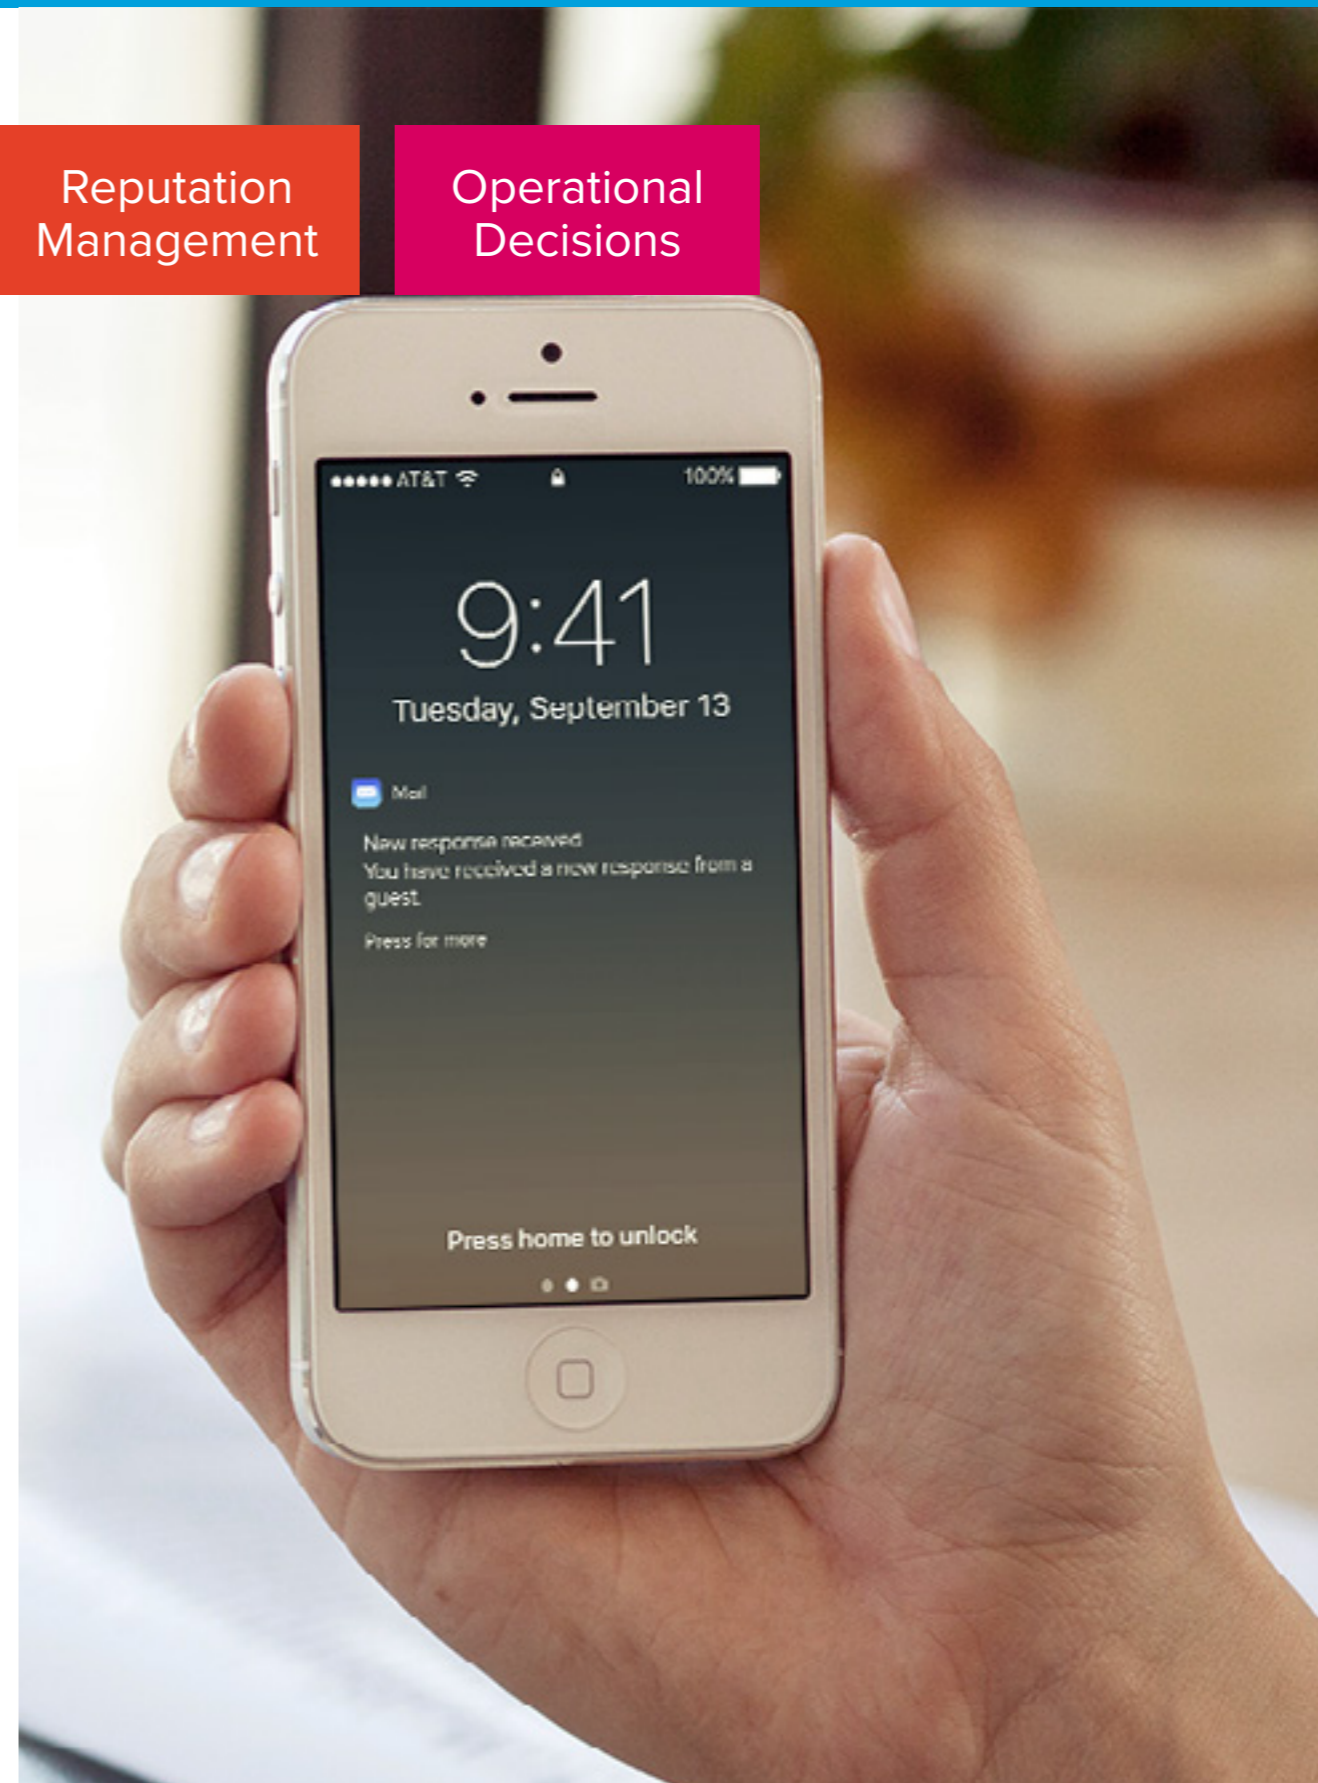 Reputation
Management
Operational
Decisions
AT&T
100%
9:41
Tuesday, September 13
Mail
New response received
You have received a new response from a
guest.
Press for more
Press home to unlock